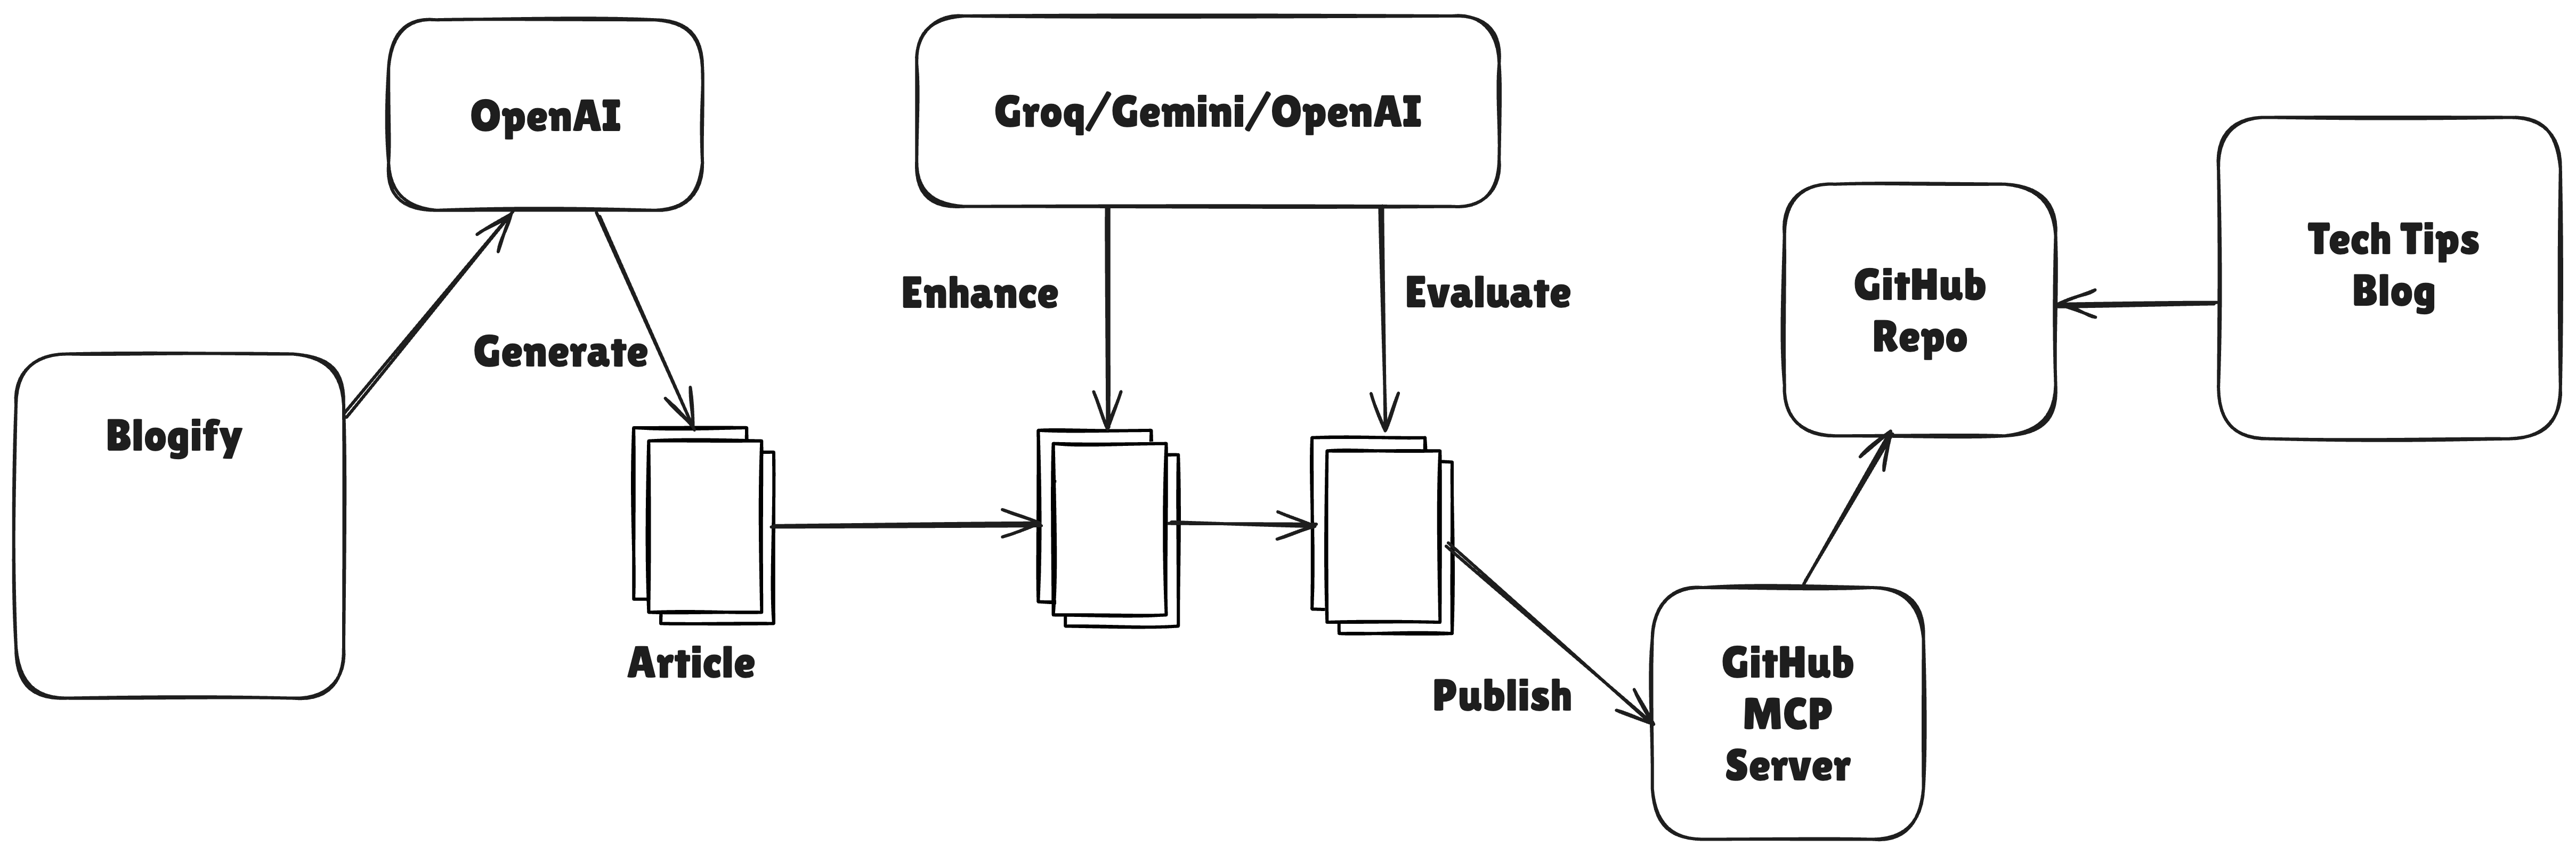 OpenAI
Groq/Gemini/OpenAI
Tech Tips
Blog
GitHub
Repo
Enhance
Evaluate
Generate
Blogify
Article
Publish
GitHub
MCP
Server